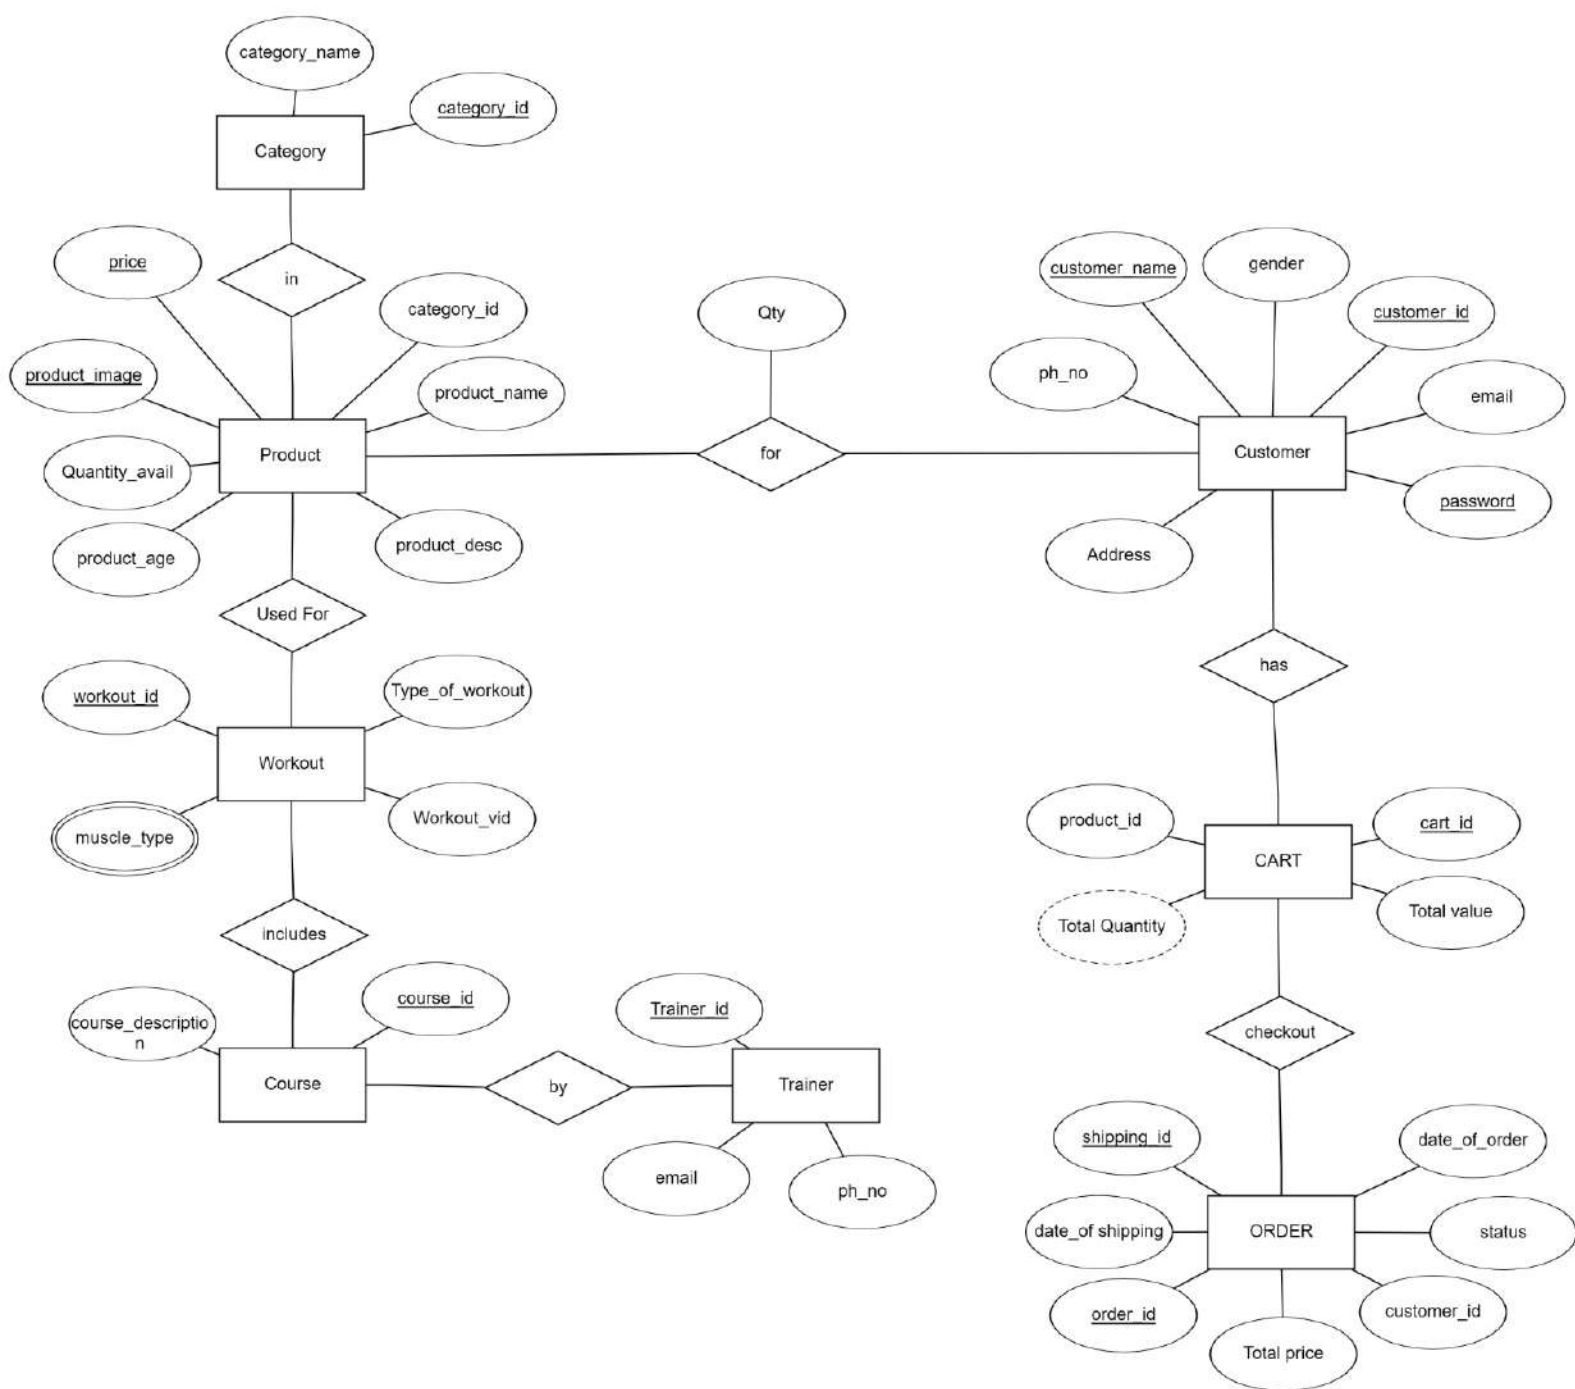 category_name
category_id
Category
price
in
category_id
customer_name
gender
customer_id
Qty
product_image
product_name
ph_no
email
Product
for
Customer
Quantity_avail
password
product_age
product_desc
Address
Used For
workout_id
Type_of_workout
has
Workout
muscle_type
Workout_vid
product_id
cart_id
CART
Total Quantity
Total value
includes
course_descriptio
n
course_id
Trainer_id
checkout
Course
by
Trainer
email
ph_no
shipping_id
date_of_order
date_of shipping
ORDER
status
order_id
customer_id
Total price